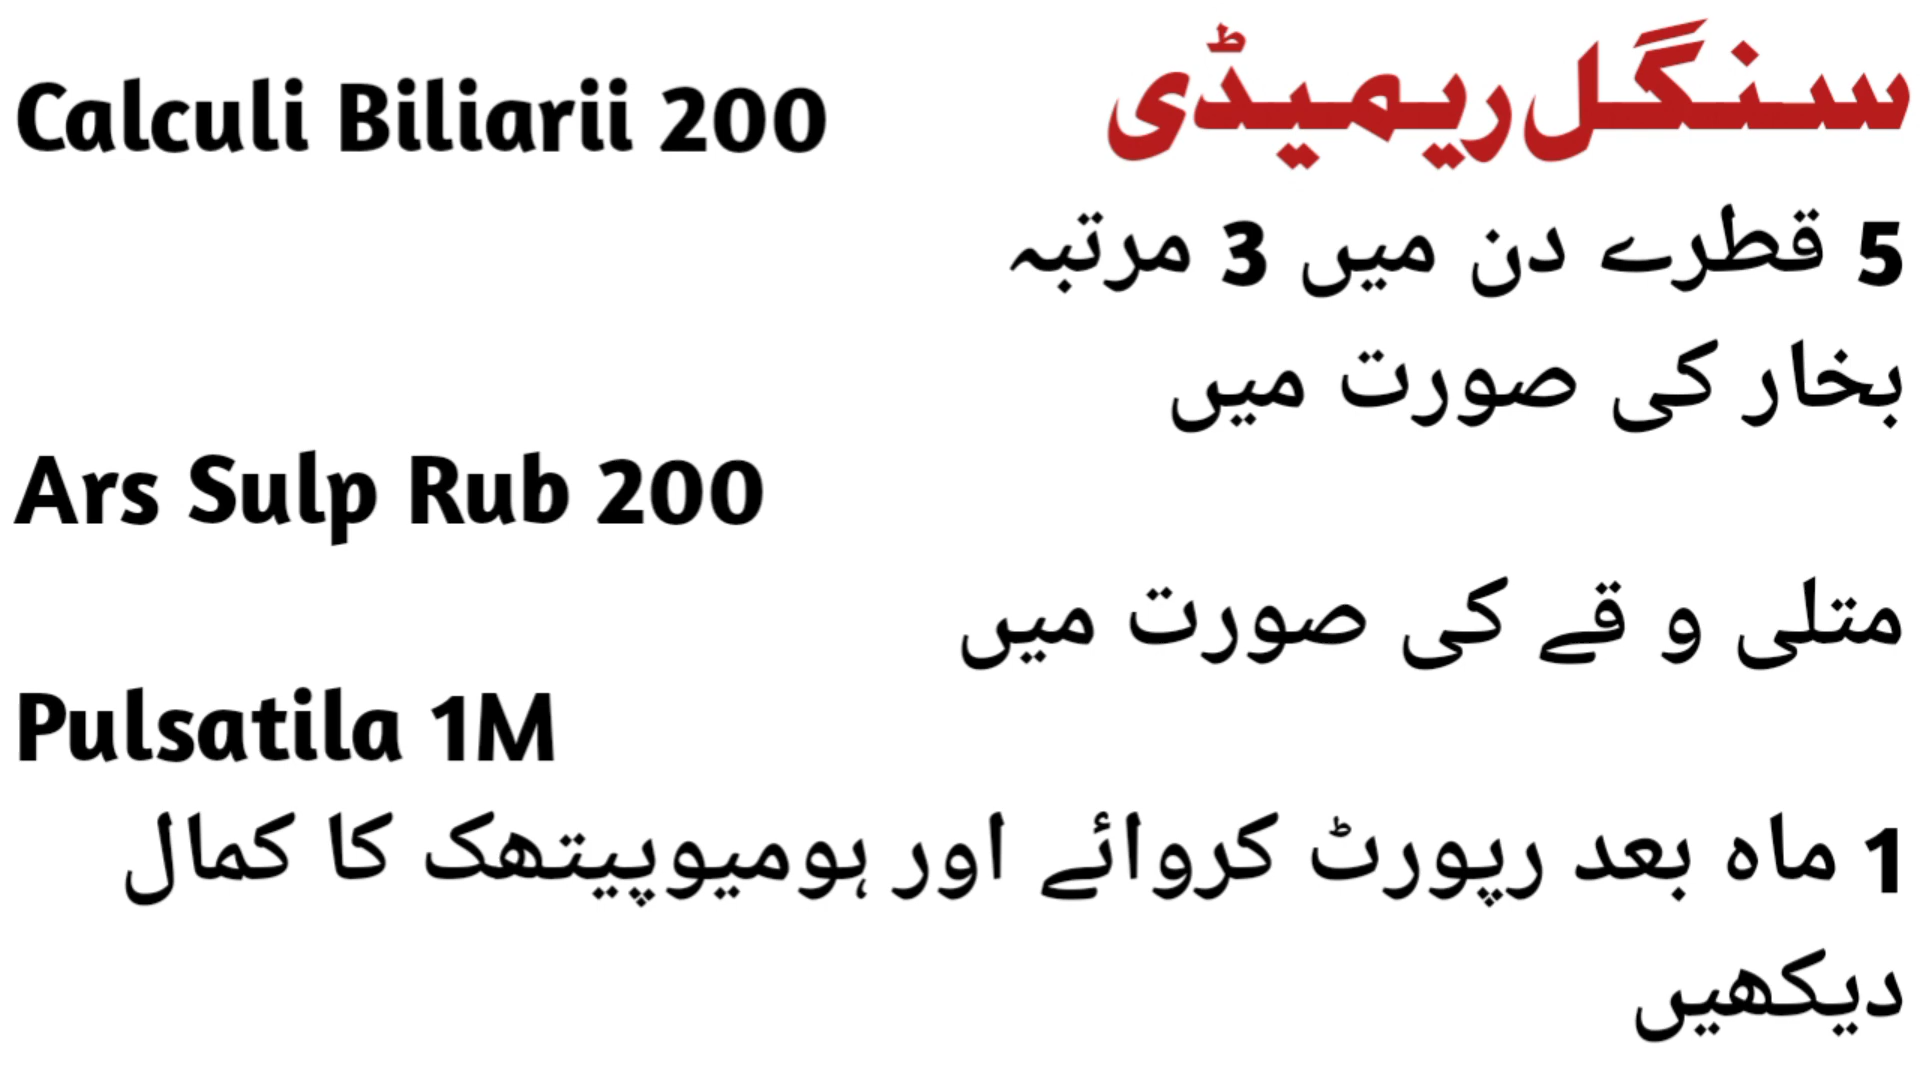 سنگل ریمیڈی
Calculi Biliarii 200
5 قطرے دن میں 3 مرتبہ
بخار کی صورت میں
Ars Sulp Rub 200
متلی و قے کی صورت میں
Pulsatila 1M
1 ماہ بعد رپورٹ کروائے اور ہومیوپیتھک کا کمال
دیکھیں